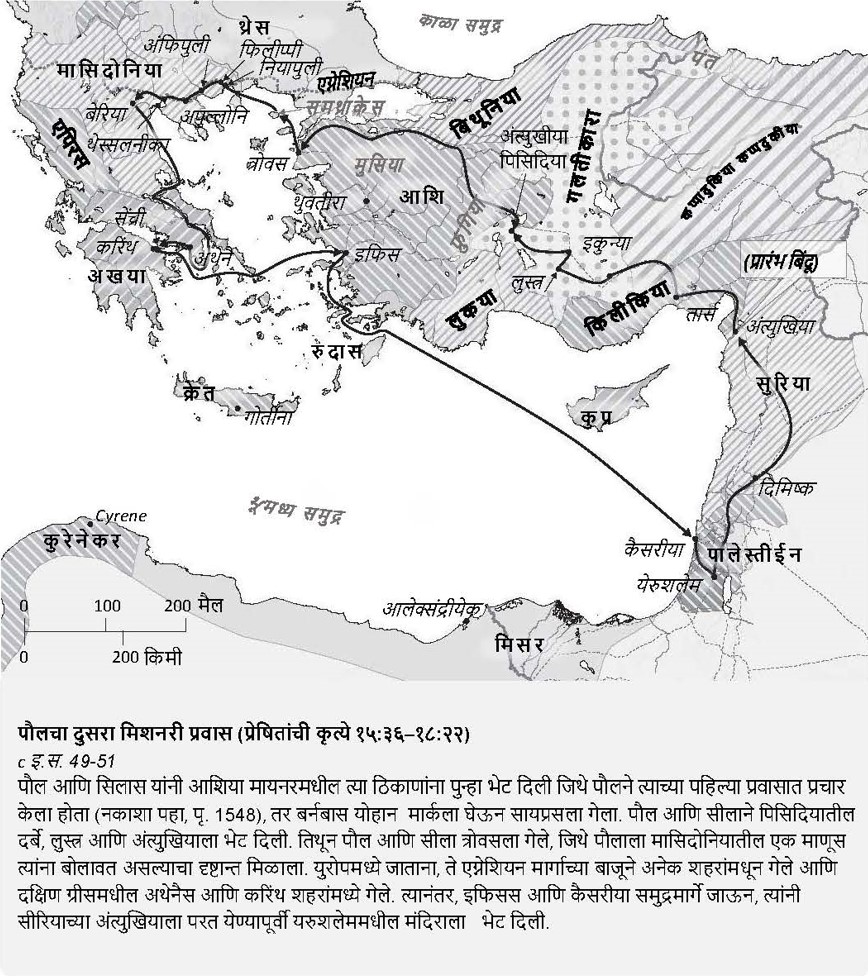 काळा समुद्र
थ्रेस
अंफिपुली
फिलीप्पी
मासिदोनिया
नियापुली
पंत
एग्नेशियन
समथ्राक्रेस
बिथूनिया
बेरिया
अपल्लोनि
थेस्सलनीका
एपिरस
अंत्युखीया
पिसिदिया
गलतीकारा
त्रोवस
मुसिया
कप्पादुकिया कप्पदुकीया
आशि
थुवतीरा
फ्रुगिया
सेंच्री
इकुन्या
करिंथ
अथेने
इफिस
(प्रारंभ बिंदू)
अखया
लुस्त्र
लुकया
किलीकिया
तार्स
अंत्युखिया
रुदास
सुरिया
क्रेत
गोर्तीना
कुप्र
दिमिष्क
भूमध्य समुद्र
Cyrene
कुरेनेकर
कैसरीया
पालेस्तीईन
येरुशलेम
0 100 200 मैल
आलेक्संद्रीयेकू
0 200 किमी
मिसर
पौलचा दुसरा मिशनरी प्रवास (प्रेषितांची कृत्ये १५:३६–१८:२२)
c इ.स. 49-51
पौल आणि सिलास यांनी आशिया मायनरमधील त्या ठिकाणांना पुन्हा भेट दिली जिथे पौलने त्याच्या पहिल्या प्रवासात प्रचार
केला होता (नकाशा पहा, पृ. 1548), तर बर्नबास योहान मार्कला घेऊन सायप्रसला गेला. पौल आणि सीलाने पिसिदियातील
दर्बे, लुस्त्र आणि अंत्युखियाला भेट दिली. तिथून पौल आणि सीला त्रोवसला गेले, जिथे पौलाला मासिदोनियातील एक माणूस
त्यांना बोलावत असल्याचा दृष्टान्त मिळाला. युरोपमध्ये जाताना, ते एग्नेशियन मार्गाच्या बाजूने अनेक शहरांमधून गेले आणि
दक्षिण ग्रीसमधील अथेनैस आणि करिंथ शहरांमध्ये गेले. त्यानंतर, इफिसस आणि कैसरीया समुद्रमार्गे जाऊन, त्यांनी
सीरियाच्या अंत्युखियाला परत येण्यापूर्वी यरुशलेममधील मंदिराला भेट दिली.